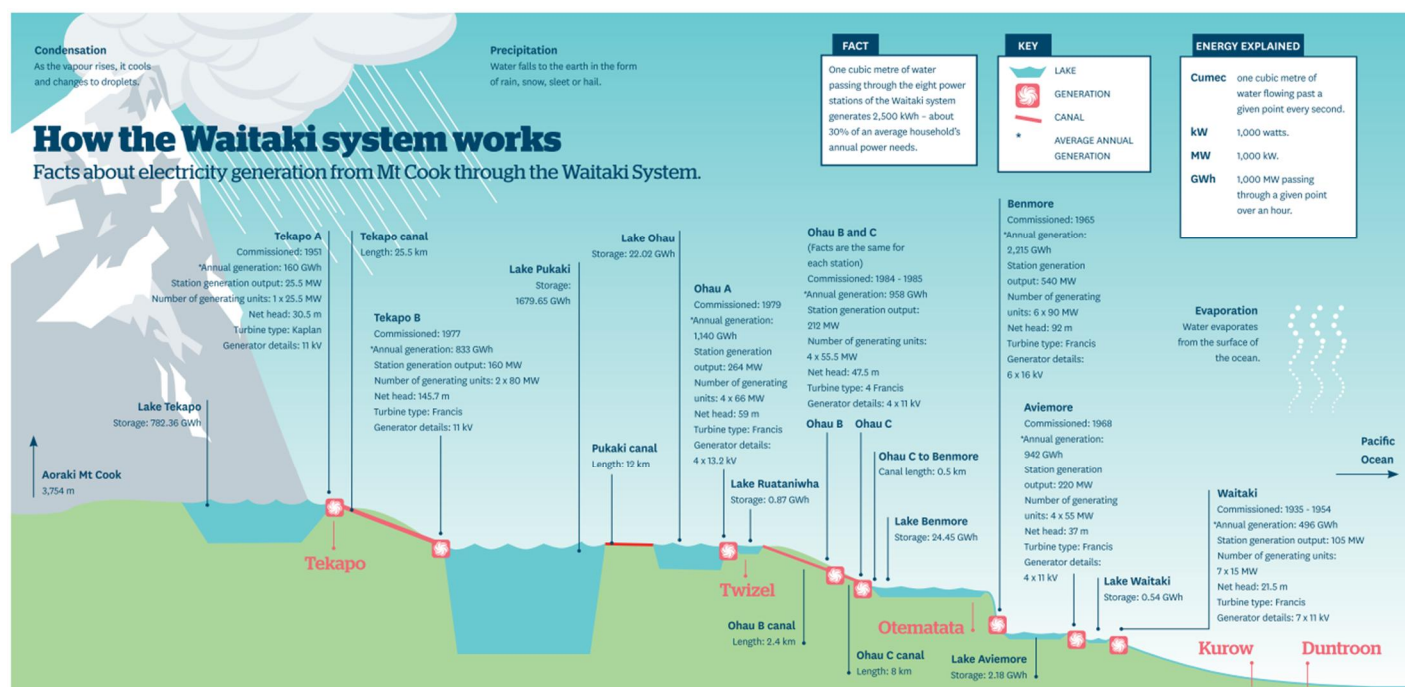 Condensation
As the vapour rises, it cools
and changes to droplets.
Precipitation
Water falls to the earth in the form
of rain, snow, sleet or hail.
How the Waitaki system works
Facts about electricity generation from Mt Cook through the Waitaki System.
FACT
One cubic metre of water
passing through the eight power
stations of the Waitaki system
generates 2,500 kWh – about
30% of an average household's
annual power needs.
KEY
LAKE
GENERATION
CANAL
* AVERAGE ANNUAL
GENERATION
ENERGY EXPLAINED
Cumec one cubic metre of
water flowing past a
given point every second.
kW 1,000 watts.
MW 1,000 kW.
GWh 1,000 MW passing
through a given point
over an hour.
Tekapo A
Commissioned: 1951
*Annual generation: 160 GWh
Station generation output: 25.5 MW
Number of generating units: 1 x 25.5 MW
Net head: 30.5 m
Turbine type: Kaplan
Generator details: 11 kV
Tekapo canal
Length: 25.5 km
Tekapo B
Commissioned: 1977
*Annual generation: 833 GWh
Station generation output: 160 MW
Number of generating units: 2 x 80 MW
Net head: 145.7 m
Turbine type: Francis
Generator details: 11 kV
Lake Pukaki
Storage:
1679.65 GWh
Lake Ohau
Storage: 22.02 GWh
Ohau A
Commissioned: 1979
*Annual generation:
1,140 GWh
Station generation
output: 264 MW
Number of generating
units: 4 x 66 MW
Net head: 59 m
Turbine type: Francis
Generator details:
4 x 13.2 kV
Ohau B and C
(Facts are the same for
each station)
Commissioned: 1984 - 1985
*Annual generation: 958 GWh
Station generation output:
212 MW
Number of generating units:
4 x 55.5 MW
Net head: 47.5 m
Turbine type: 4 Francis
Generator details: 4 x 11 kV
Ohau B
Ohau C
Benmore
Commissioned: 1965
*Annual generation:
2,215 GWh
Station generation
output: 540 MW
Number of generating
units: 6 x 90 MW
Net head: 92 m
Turbine type: Francis
Generator details:
6 x 16 kV
Evaporation
Water evaporates
from the surface of
the ocean.
Aviemore
Commissioned: 1968
*Annual generation:
942 GWh
Station generation
output: 220 MW
Number of generating
units: 4 x 55 MW
Net head: 37 m
Turbine type: Francis
Generator details:
4 x 11 kV
Pacific
Ocean
Lake Tekapo
Storage: 782.36 GWh
Aoraki Mt Cook
3,754 m
Pukaki canal
Length: 12 km
Lake Ruataniwha
Storage: 0.87 GWh
Ohau C to Benmore
Canal length: 0.5 km
Lake Benmore
Storage: 24.45 GWh
Waitaki
Commissioned: 1935 - 1954
*Annual generation: 496 GWh
Station generation output: 105 MW
Number of generating units:
7 x 15 MW
Net head: 21.5 m
Turbine type: Francis
Generator details: 7 x 11 kV
Lake Waitaki
Storage: 0.54 GWh
Tekapo
Twizel
Ohau B canal
Length: 2.4 km
Ohau C canal
Length: 8 km
Otematata
Lake Aviemore
Storage: 2.18 GWh
Kurow
Duntroon